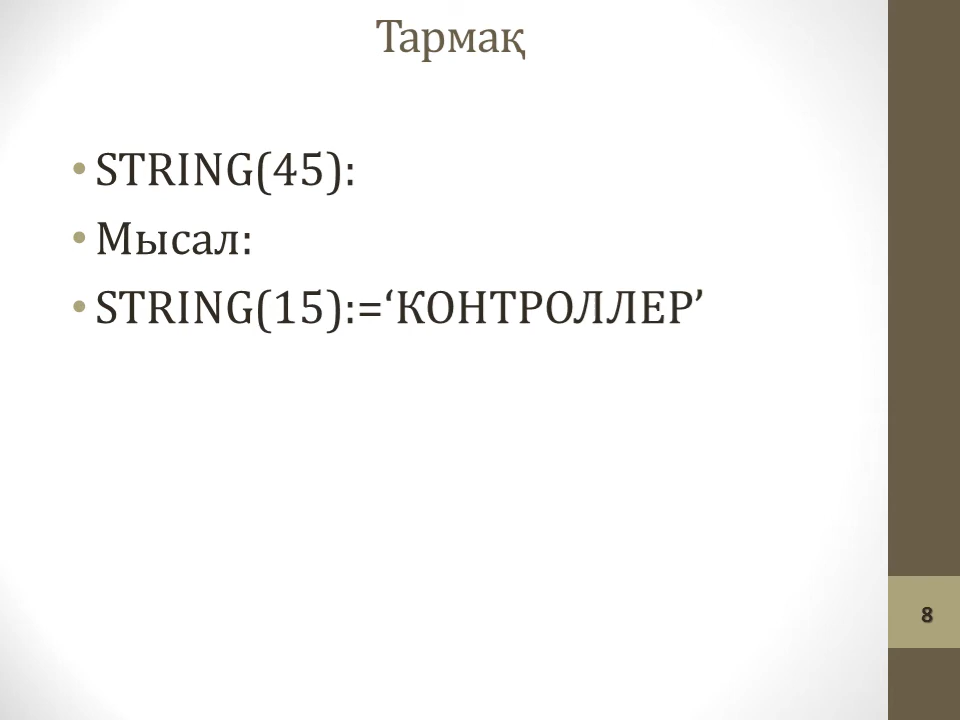 Тармақ
• STRING(45):
• Мысал:
• STRING(15):=‘КОНТРОЛЛЕР’
8